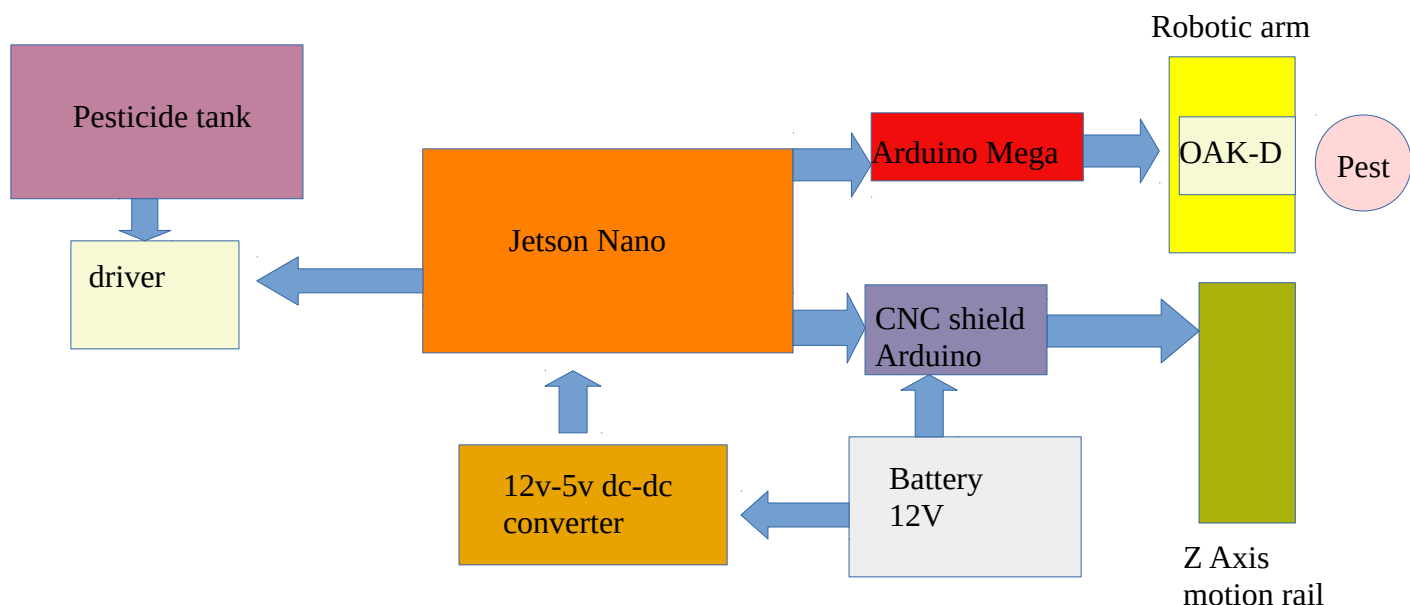 Robotic arm
Pesticide tank
Arduino Mega
OAK-D
Pest
Jetson Nano
driver
CNC shield
Arduino
12v-5v dc-dc
converter
Battery
12V
Z Axis
motion rail